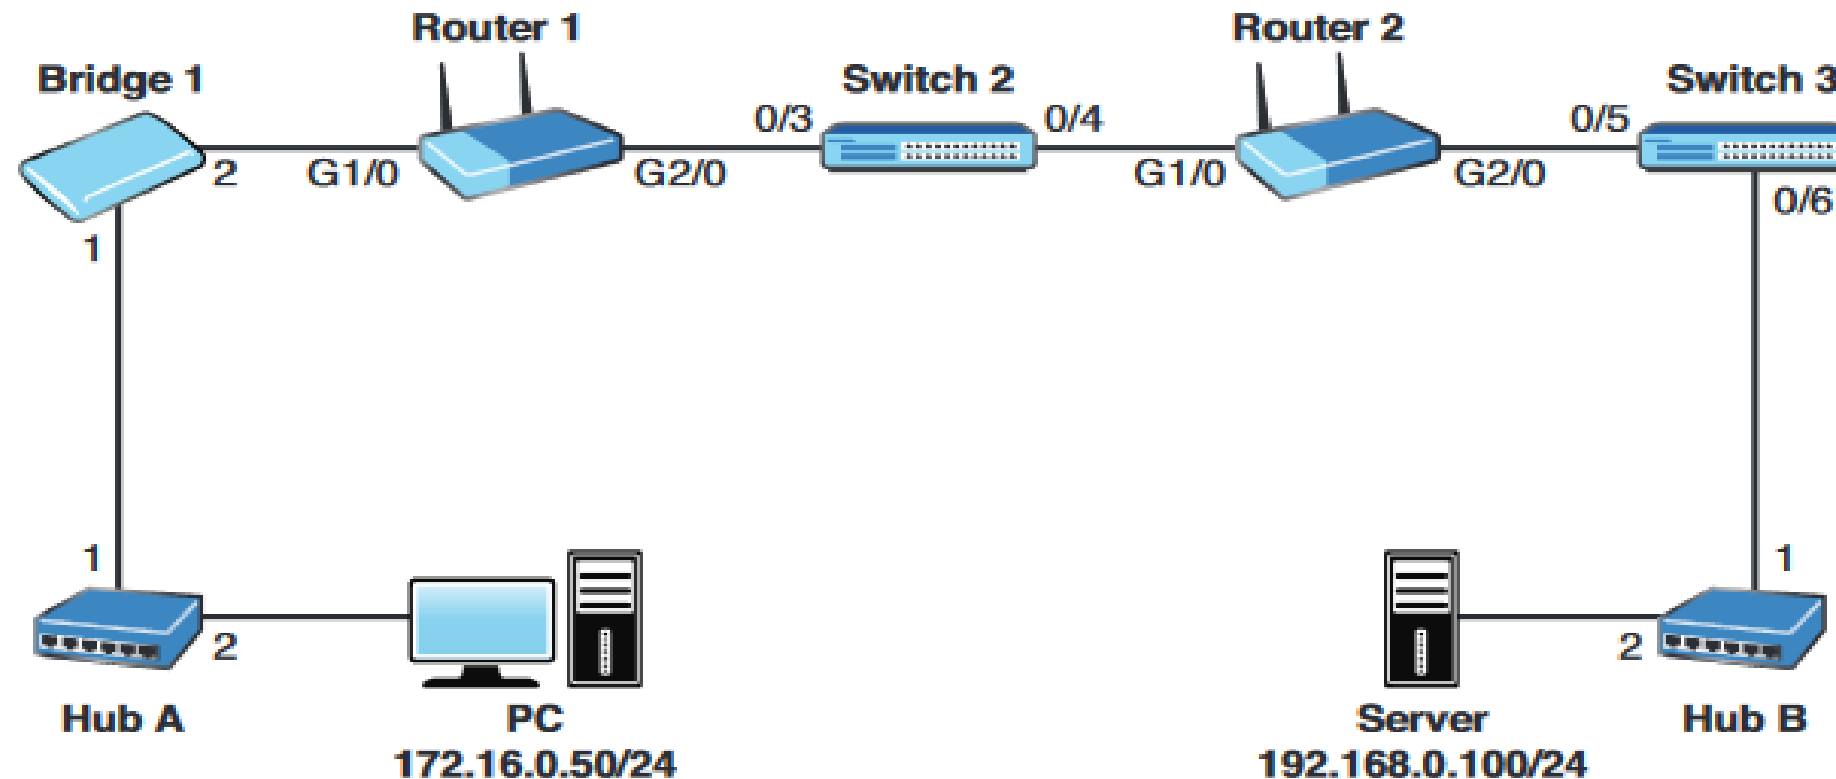 Router 1
Router 2
Bridge 1
Switch 2
Switch 3
0/3
0/4
0/5
2
G1/0
G2/0
G1/0
G2/0
0/6
1
1
1
2
2
Hub A
PC
Server
Hub B
172.16.0.50/24
192.168.0.100/24